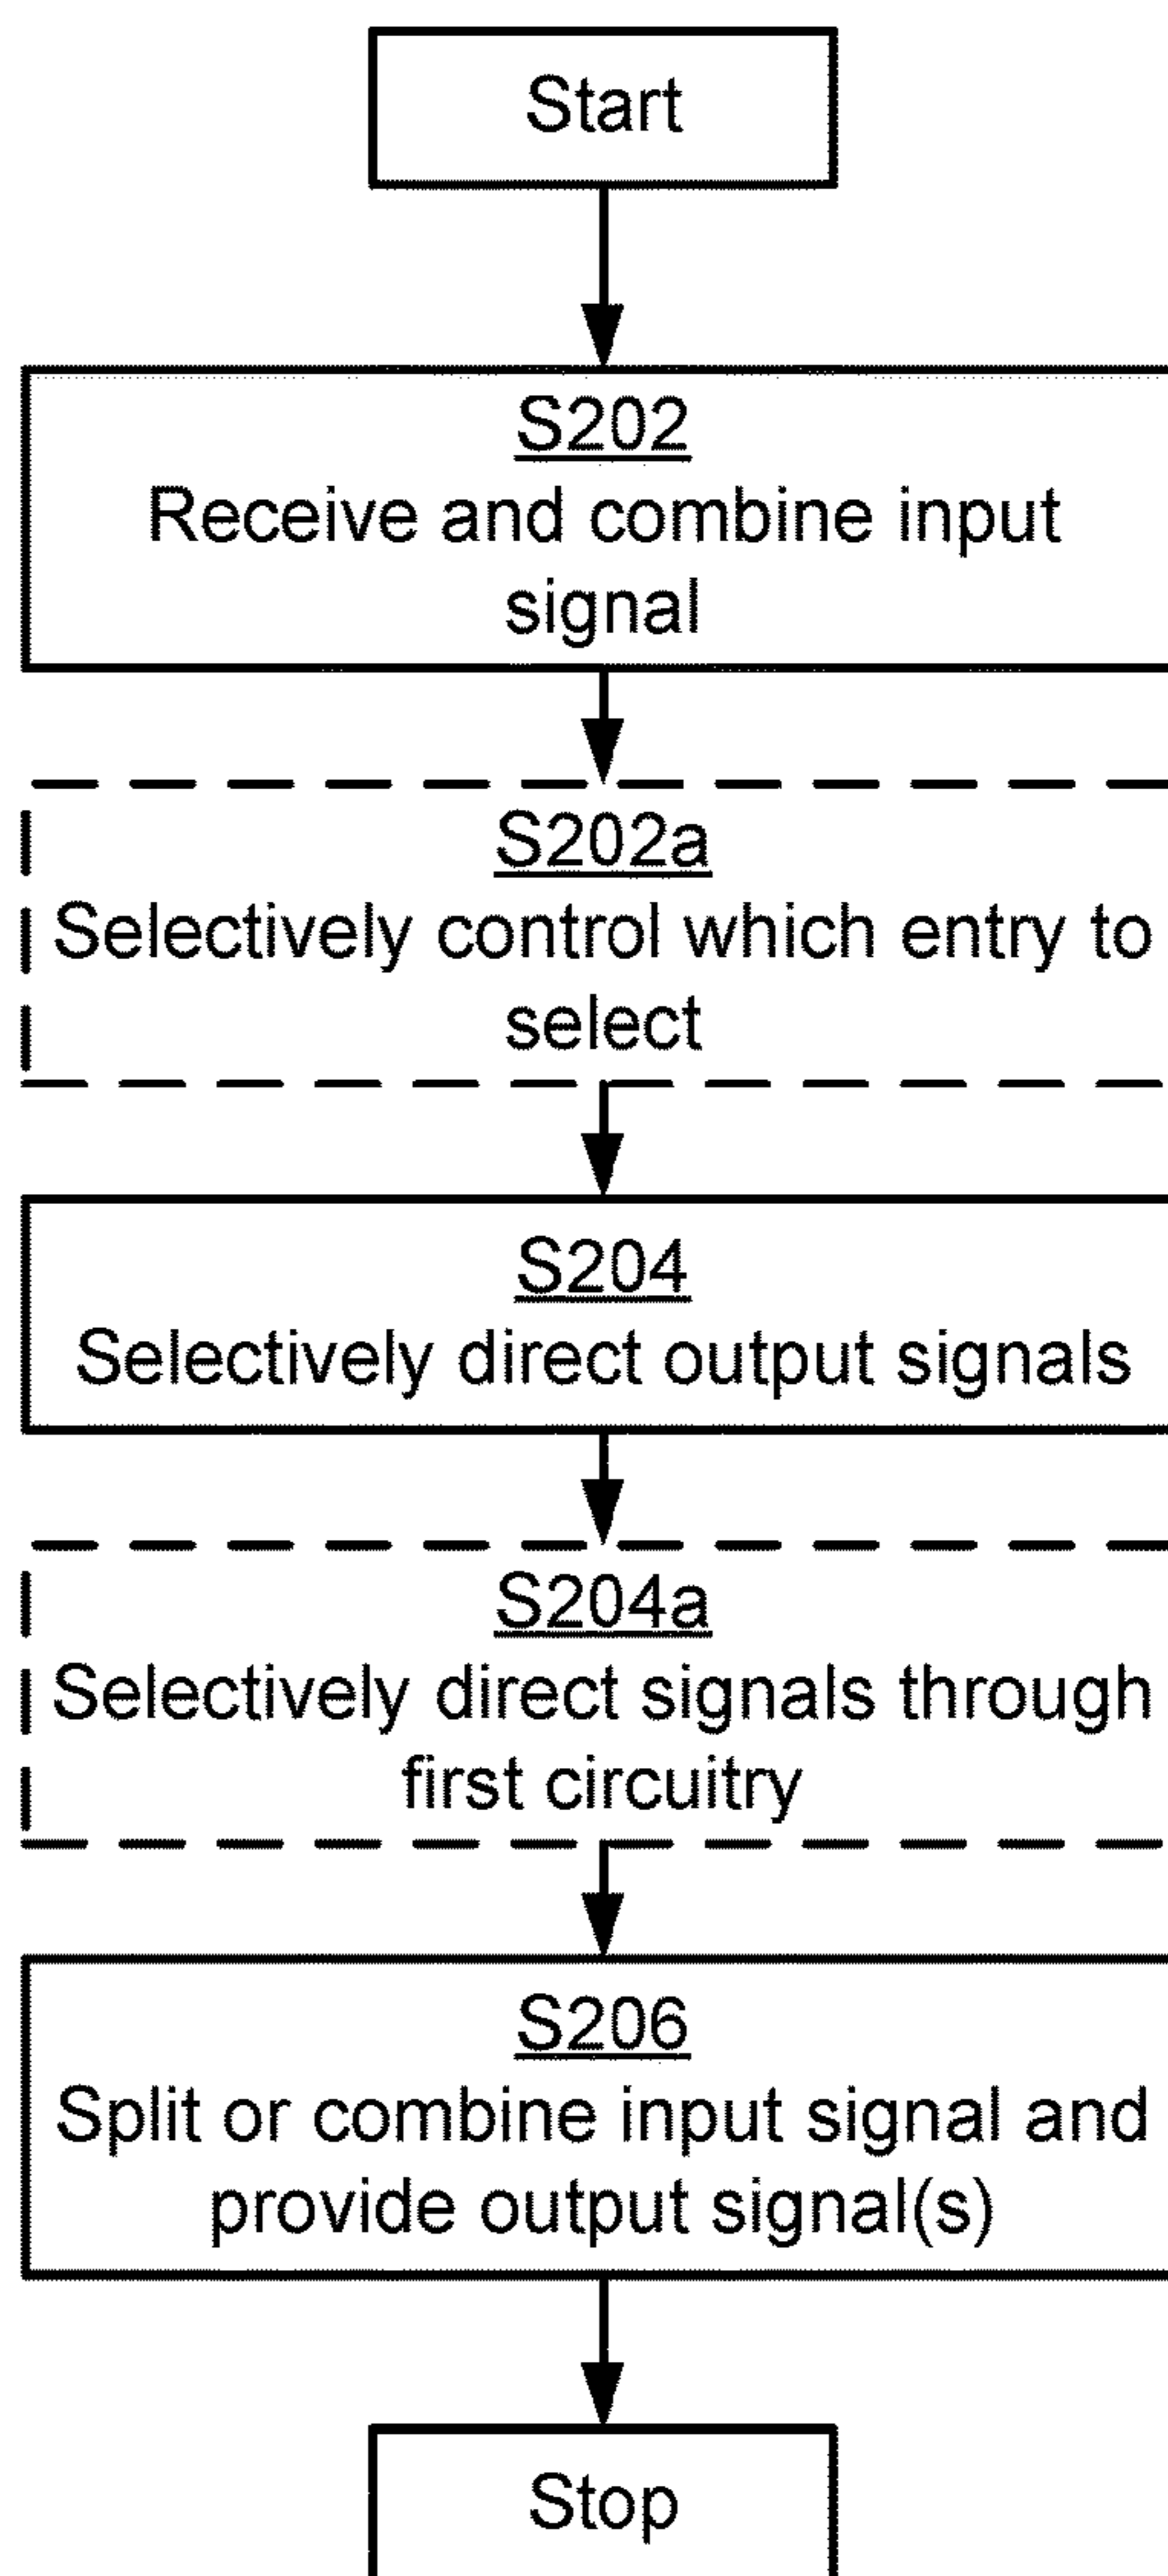 Start
S202
Receive and combine input
signal
S202a
Selectively control which entry to
select
S204
Selectively direct output signals
S204a
Selectively direct signals through
first circuitry
S206
Split or combine input signal and
provide output signal(s)
Stop